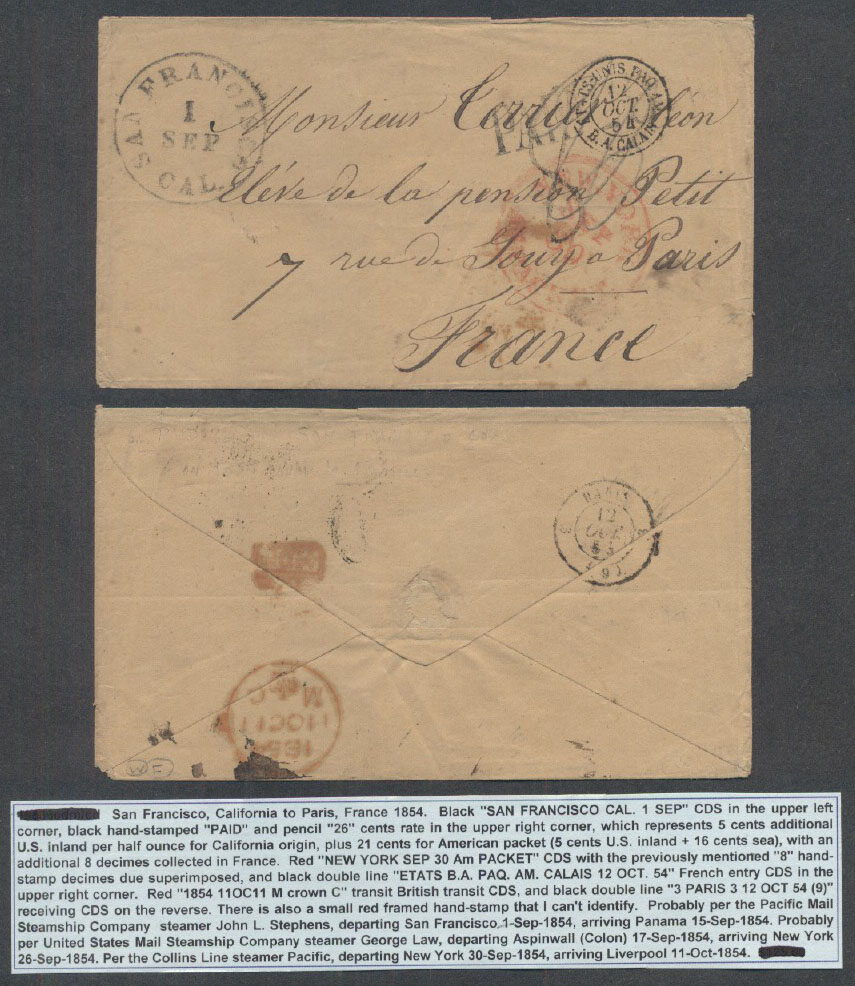 SAN FRANCISCO
1
SEP
CAL.
ETATS-UNIS PAQ. AM.
12
OCT.
54
B. A. CALAIS
PAID
8
Monsieur Léon
Elève de la pension Petit
7 rue de Jouy a Paris
France
NEW YORK
PARIS
12
OCT.
(9)
M C
11OC11
1854
San Francisco, California to Paris, France 1854. Black "SAN FRANCISCO CAL. 1 SEP" CDS in the upper left
corner, black hand-stamped "PAID" and pencil "26" cents rate in the upper right corner, which represents 5 cents additional
U.S. inland per half ounce for California origin, plus 21 cents for American packet (5 cents U.S. inland + 16 cents sea), with an
additional 8 decimes collected in France. Red "NEW YORK SEP 30 Am PACKET" CDS with the previously mentioned "8" hand-
stamp decimes due superimposed, and black double line "ETATS B.A. PAQ. AM. CALAIS 12 OCT. 54" French entry CDS in the
upper right corner. Red "1854 11OC11 M crown C" transit British transit CDS, and black double line "3 PARIS 3 12 OCT 54 (9)"
receiving CDS on the reverse. There is also a small red framed hand-stamp that I can't identify. Probably per the Pacific Mail
Steamship Company steamer John L. Stephens, departing San Francisco 1-Sep-1854, arriving Panama 15-Sep-1854. Probably
per United States Mail Steamship Company steamer George Law, departing Aspinwall (Colon) 17-Sep-1854, arriving New York
26-Sep-1854. Per the Collins Line steamer Pacific, departing New York 30-Sep-1854, arriving Liverpool 11-Oct-1854.